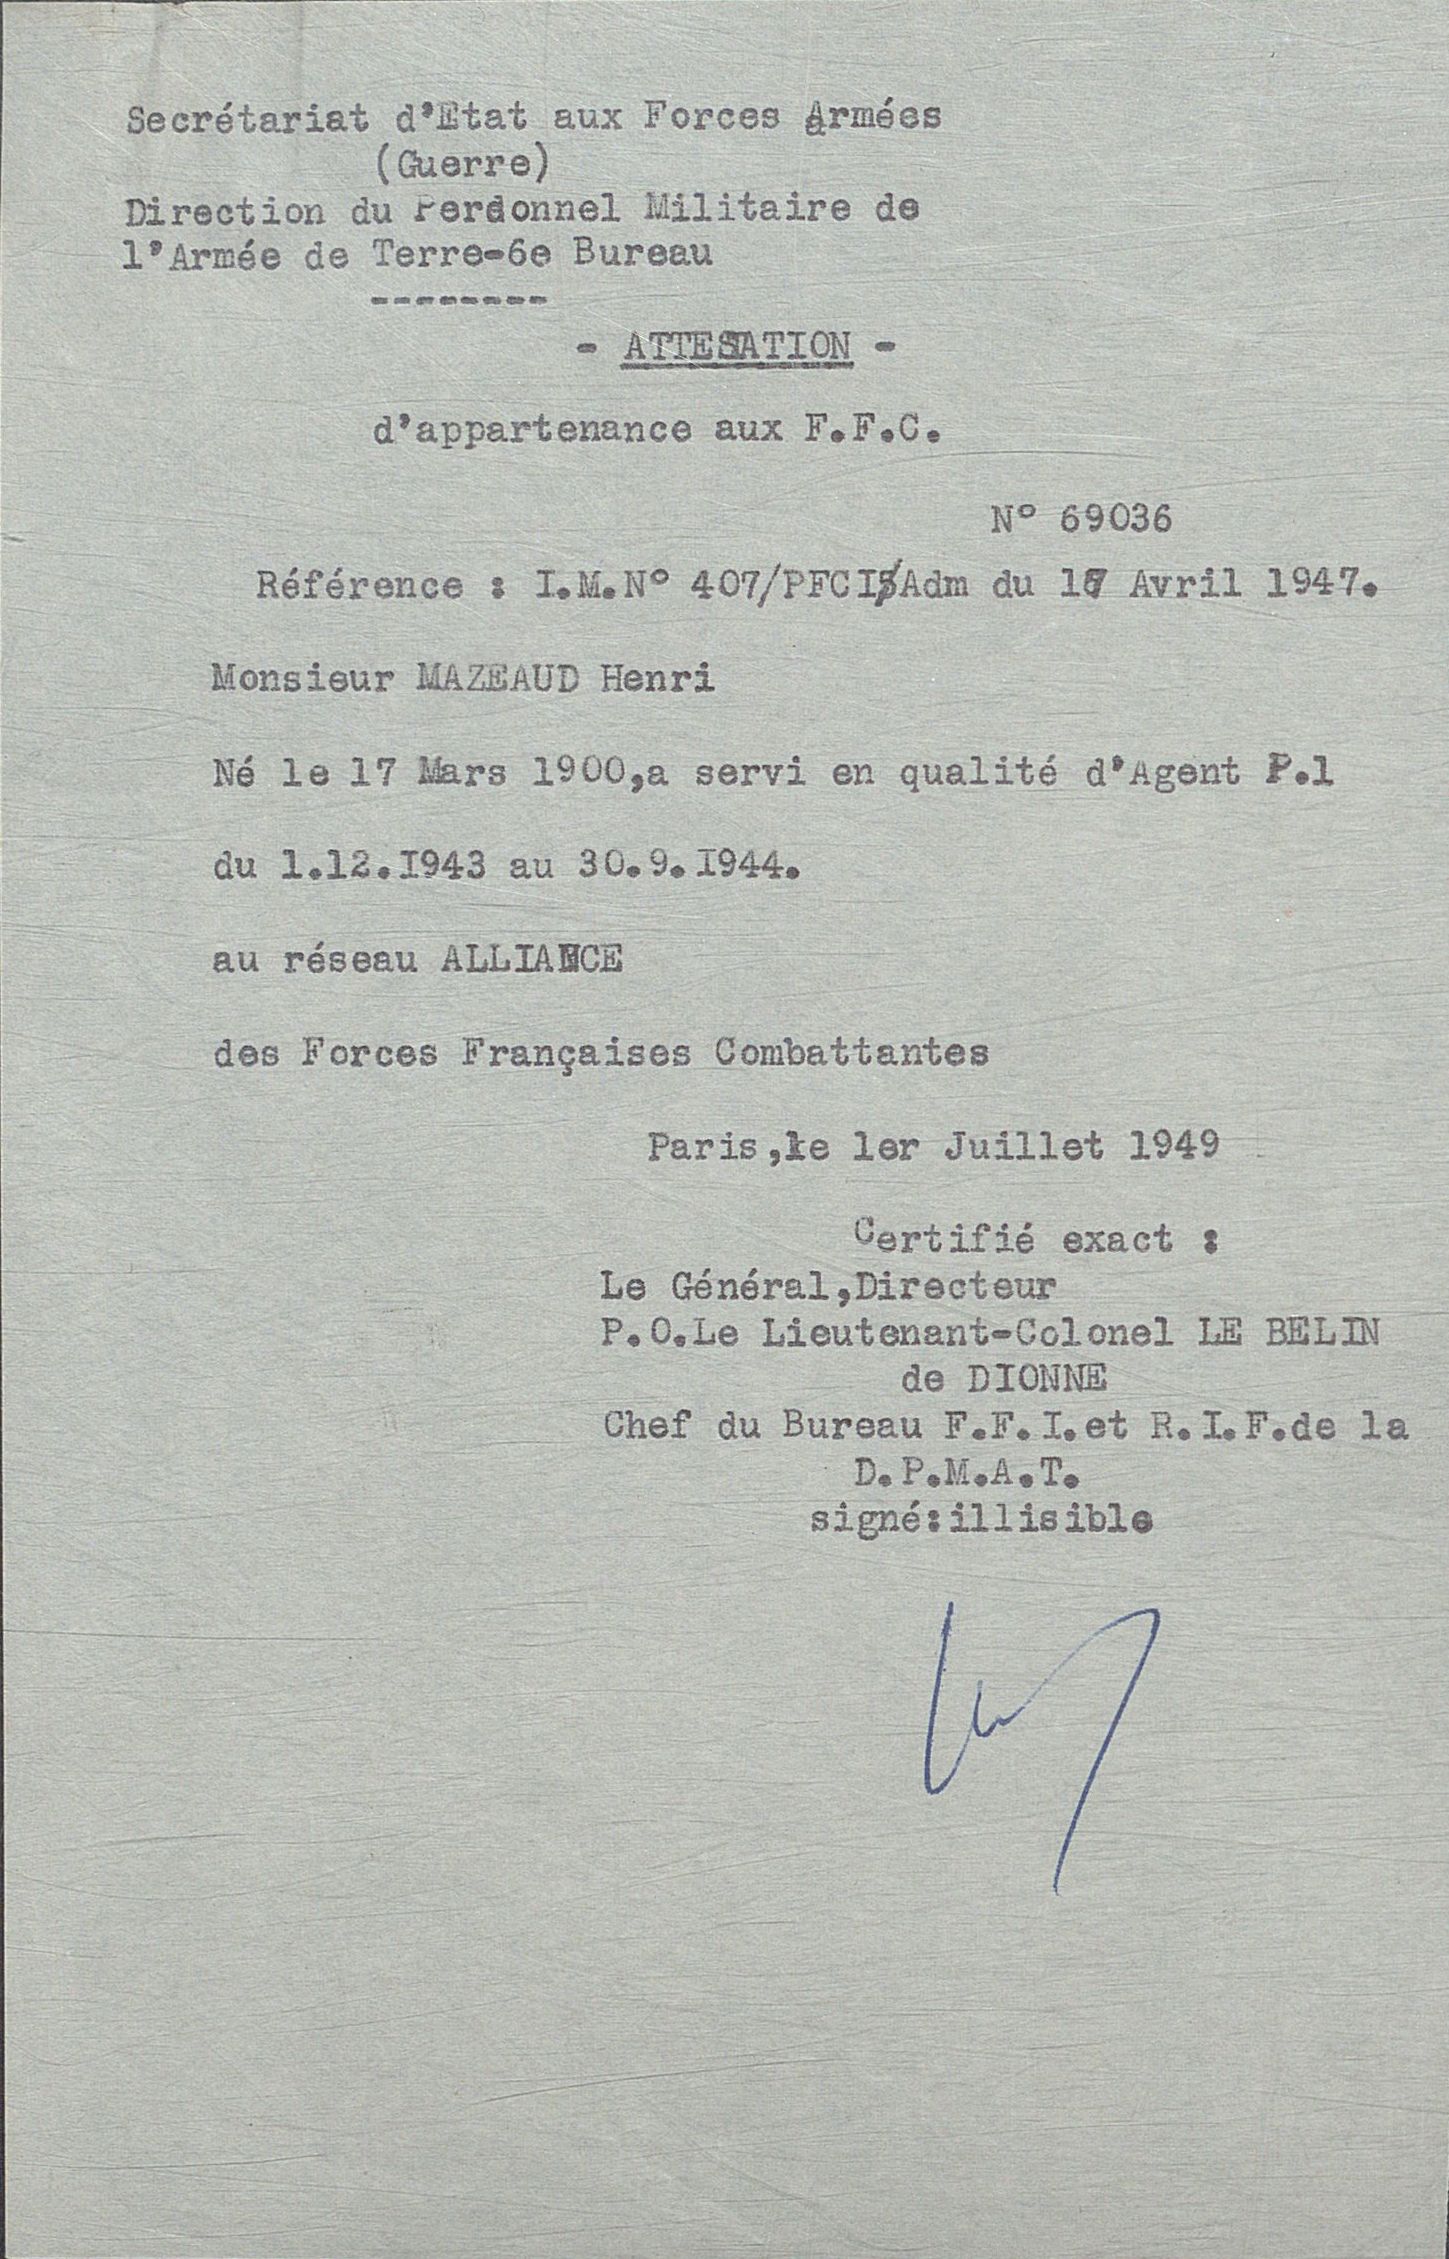 Secrétariat d'Etat aux Forces Armées
(Guerre)
Direction du Personnel Militaire de
l'Armée de Terre-6e Bureau
--------
- ATTESTATION -
d'appartenance aux F.F.C.
N° 69036
Référence : I.M.N° 407/PFCI/Adm du Avril 1947.
Monsieur MAZEAUD Henri
Né le 17 Mars 1900,a servi en qualité d'Agent P.1
du 1.12.I943 au 30.9.I944.
au réseau ALLIANCE
des Forces Françaises Combattantes
Paris,le 1er Juillet 1949
Certifié exact :
Le Général,Directeur
P.O.Le Lieutenant-Colonel LE BELIN
de DIONNE
Chef du Bureau F.F.I.et R.I.F.de la
D.P.M.A.T.
signé:illisible